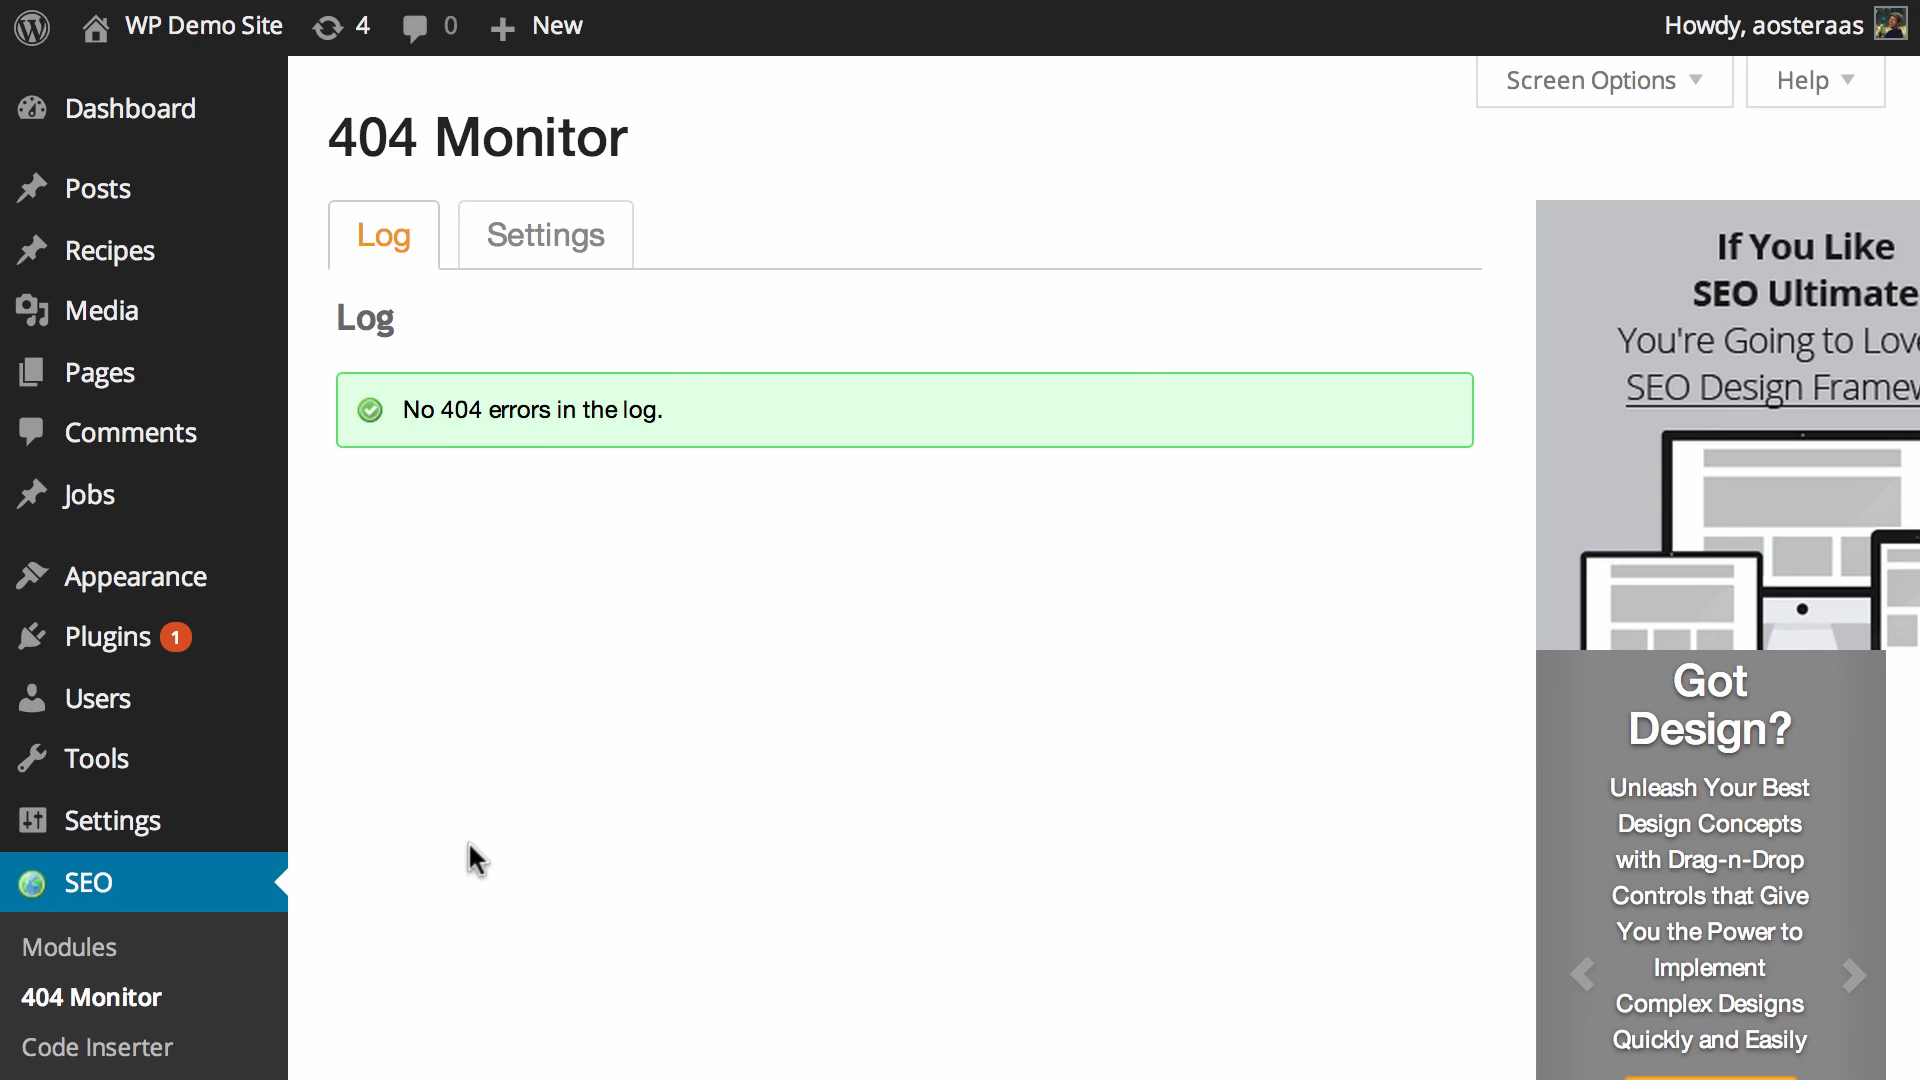 WP Demo Site 4 0 New Howdy, aosteraas
Screen Options Help
Dashboard
Posts
Recipes
Media
Pages
Comments
Jobs
Appearance
Plugins 1
Users
Tools
Settings
SEO
Modules
404 Monitor
Code Inserter
404 Monitor
Log Settings
Log
No 404 errors in the log.
If You Like
SEO Ultimate
You're Going to
SEO Design
Got
Design?
Unleash Your Best
Design Concepts
with Drag-n-Drop
Controls that Give
You the Power to
Implement
Complex Designs
Quickly and Easily